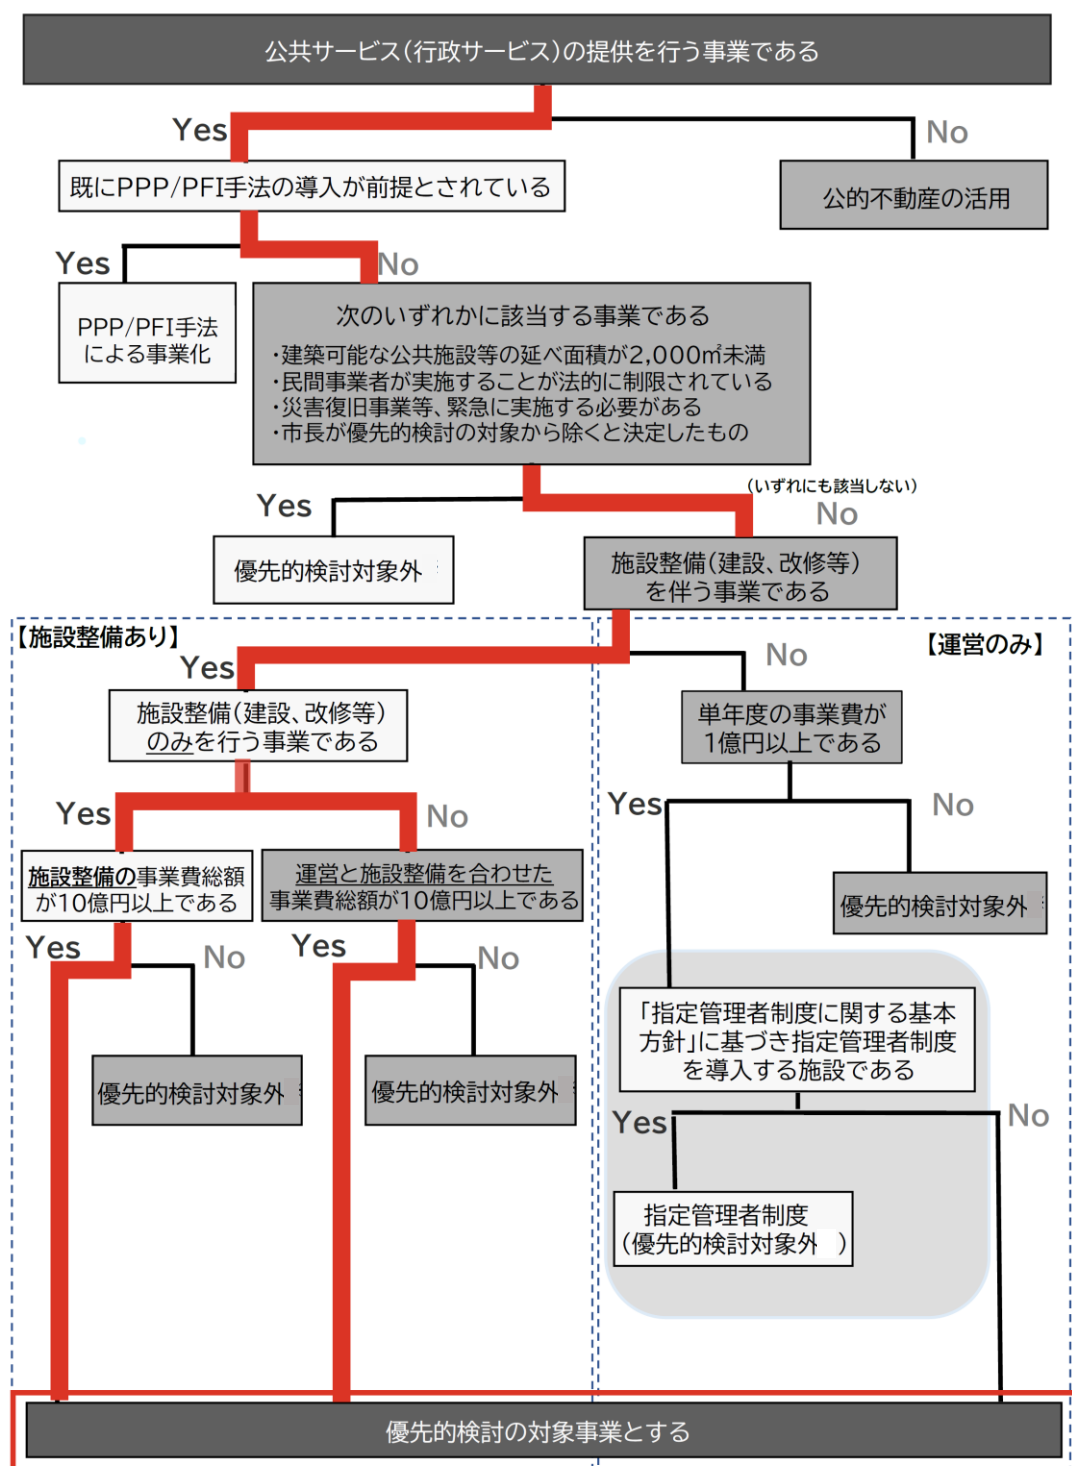 公共サービス(行政サービス)の提供を行う事業である
Yes
No
既にPPP/PFI手法の導入が前提とされている
公的不動産の活用
Yes
No
PPP/PFI手法
による事業化
次のいずれかに該当する事業である
・建築可能な公共施設等の延べ面積が2,000㎡未満
・民間事業者が実施することが法的に制限されている
・災害復旧事業等、緊急に実施する必要がある
・市長が優先的検討の対象から除くと決定したもの
(いずれにも該当しない)
Yes
No
優先的検討対象外
施設整備(建設、改修等)
を伴う事業である
【施設整備あり】
【運営のみ】
Yes
No
施設整備(建設、改修等)
のみを行う事業である
単年度の事業費が
1億円以上である
Yes
No
Yes
No
施設整備の事業費総額
が10億円以上である
運営と施設整備を合わせた
事業費総額が10億円以上である
優先的検討対象外
Yes
No
Yes
No
「指定管理者制度に関する基本
方針」に基づき指定管理者制度
を導入する施設である
優先的検討対象外
優先的検討対象外
Yes
No
指定管理者制度
(優先的検討対象外 )
優先的検討の対象事業とする